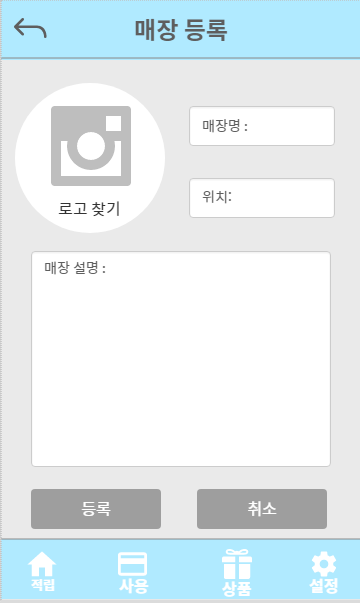 매장 등록
매장명 :
위치:
로고 찾기
매장 설명 :
등록
취소
적립
사용
상품
설정